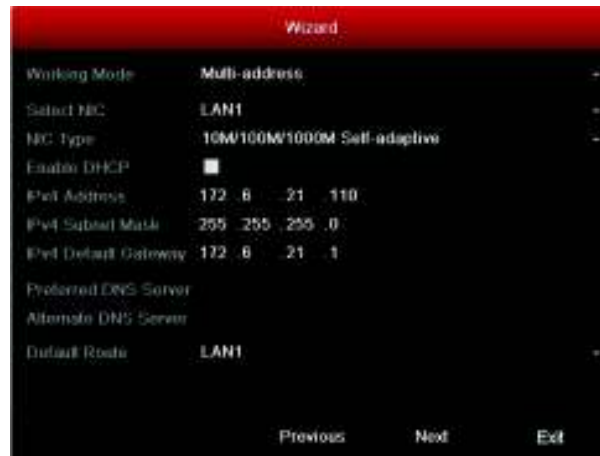 Wizard
Working Mode Multi-address
Select NIC LAN1
NIC Type 10M/100M/1000M Self-adaptive
Enable DHCP
IPv4 Address 172 .6 .21 .110
IPv4 Subnet Mask 255 .255 .255 .0
IPv4 Default Gateway 172 .6 .21 .1
Preferred DNS Server
Alternate DNS Server
Default Route LAN1
Previous Next Exit